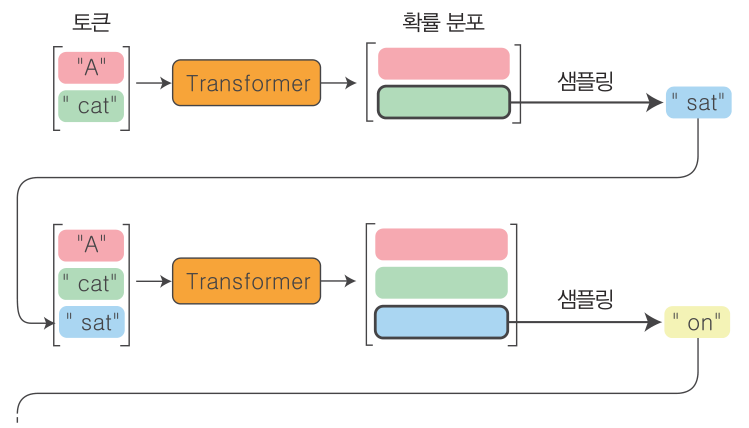 토큰
확률 분포
"A"
" cat"
Transformer
샘플링
" sat"
"A"
" cat"
" sat"
Transformer
샘플링
" on"